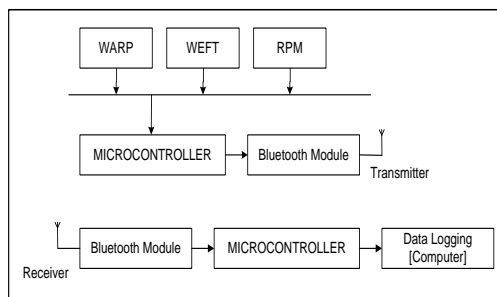 WARP
WEFT
RPM
MICROCONTROLLER
Bluetooth Module
Transmitter
Bluetooth Module
MICROCONTROLLER
Data Logging
[Computer]
Receiver